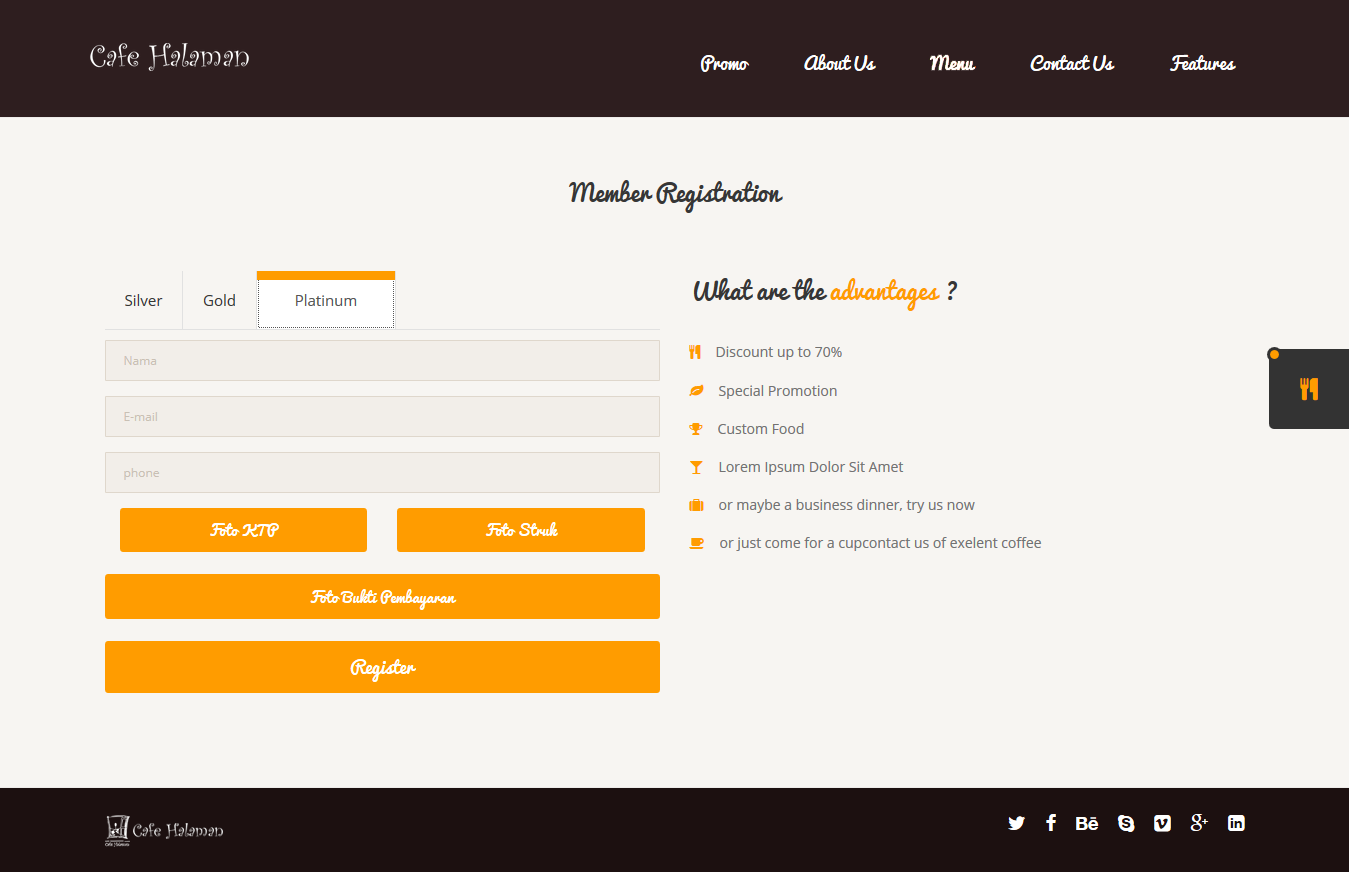 Cafe Halaman
Promo About Us Menu Contact Us Features
Member Registration
Silver Gold Platinum
Nama
E-mail
phone
Foto KTP Foto Struk
Foto Bukti Pembayaran
Register
What are the advantages ?
Discount up to 70%
Special Promotion
Custom Food
Lorem Ipsum Dolor Sit Amet
or maybe a business dinner, try us now
or just come for a cupcontact us of exelent coffee
Cafe Halaman
Bē
g+
in